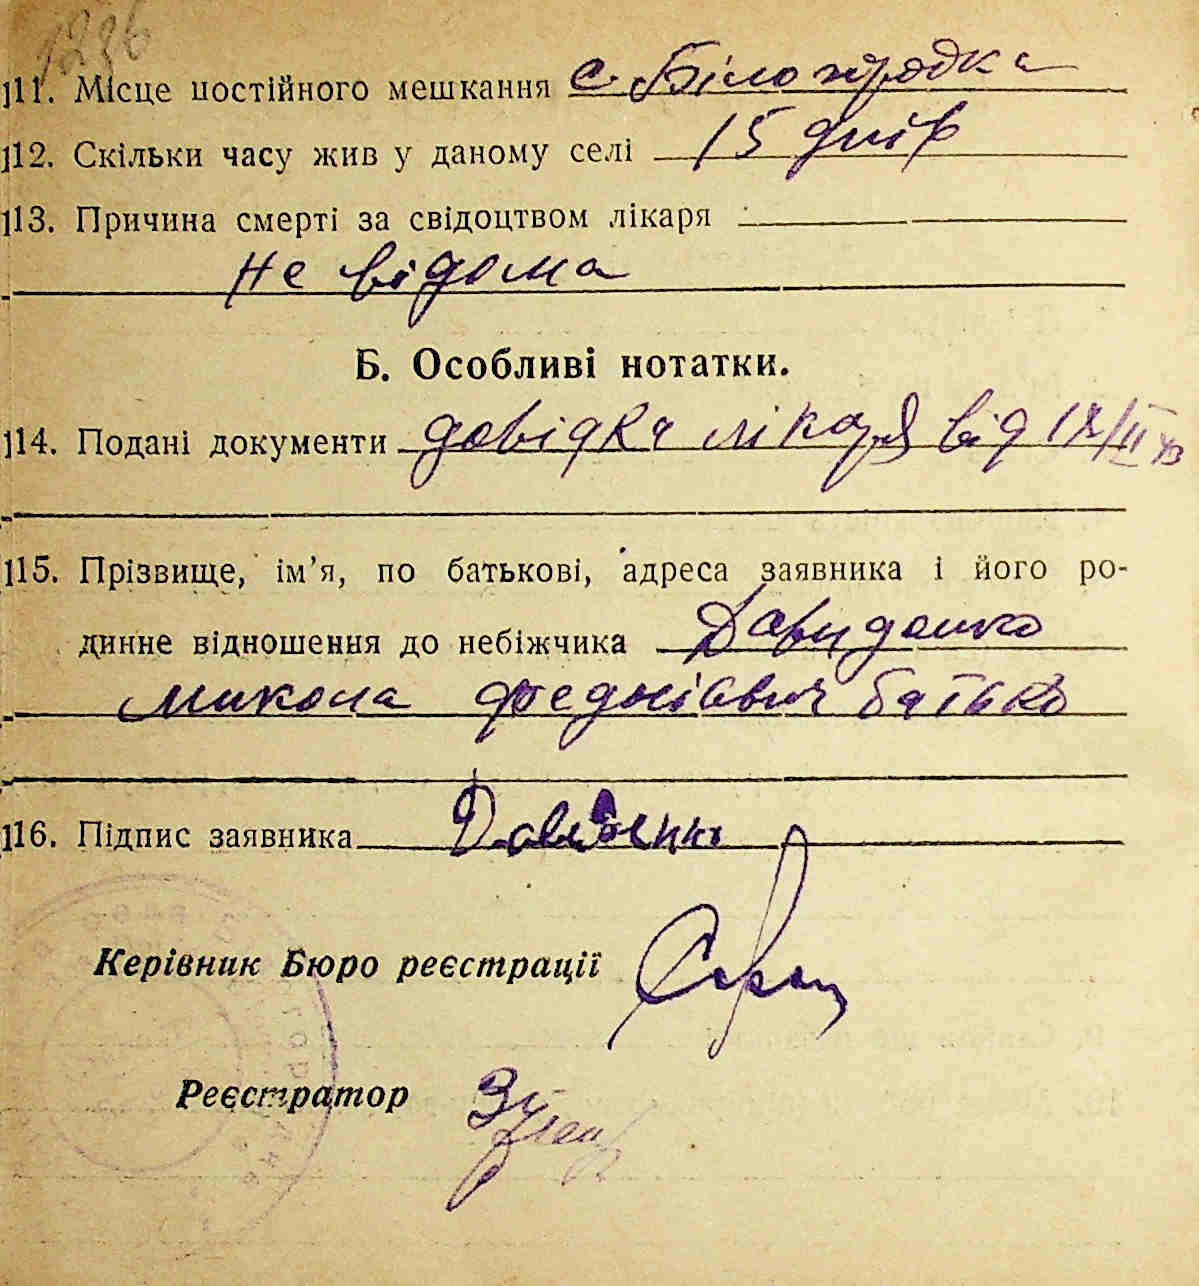 1226
11. Місце постійного мешкання с. Білогородка
12. Скільки часу жив у даному селі 15 днів
13. Причина смерті за свідоцтвом лікаря
Не відома
Б. Особливі нотатки.
14. Подані документи довідка лікаря від
15. Прізвище, ім’я, по батькові, адреса заявника і його ро-
динне відношення до небіжчика Давиденко
Микола батько
16. Підпис заявника Давиденко
Керівник Бюро реєстрації
Реєстратор